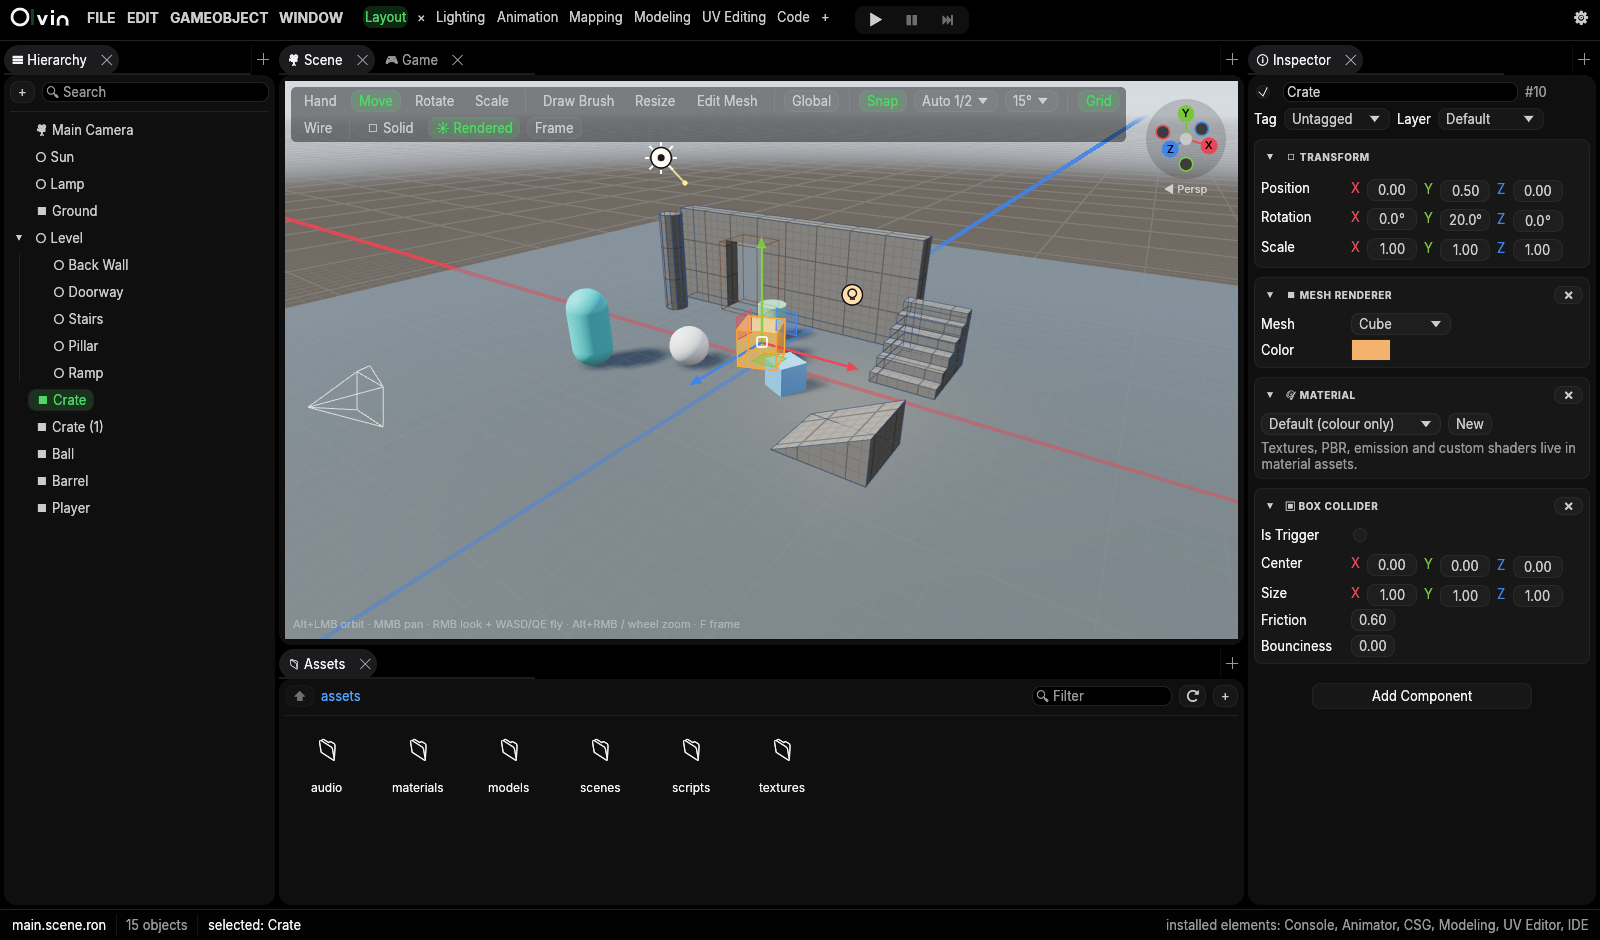 Olvin FILE EDIT GAMEOBJECT WINDOW Layout × Lighting Animation Mapping Modeling UV Editing Code +
Hierarchy
+ Search
Main Camera
Sun
Lamp
Ground
Level
Back Wall
Doorway
Stairs
Pillar
Ramp
Crate
Crate (1)
Ball
Barrel
Player
Scene Game
Hand Move Rotate Scale Draw Brush Resize Edit Mesh Global Snap Auto 1/2 15° Grid
Wire Solid Rendered Frame
Y
X
Z
Persp
Alt+LMB orbit · MMB pan · RMB look + WASD/QE fly · Alt+RMB / wheel zoom · F frame
Assets
assets Filter +
audio materials models scenes scripts textures
Inspector
Crate #10
Tag Untagged Layer Default
TRANSFORM
Position X 0.00 Y 0.50 Z 0.00
Rotation X 0.0° Y 20.0° Z 0.0°
Scale X 1.00 Y 1.00 Z 1.00
MESH RENDERER
Mesh Cube
Color
MATERIAL
Default (colour only) New
Textures, PBR, emission and custom shaders live in
material assets.
BOX COLLIDER
Is Trigger
Center X 0.00 Y 0.00 Z 0.00
Size X 1.00 Y 1.00 Z 1.00
Friction 0.60
Bounciness 0.00
Add Component
main.scene.ron 15 objects selected: Crate
installed elements: Console, Animator, CSG, Modeling, UV Editor, IDE